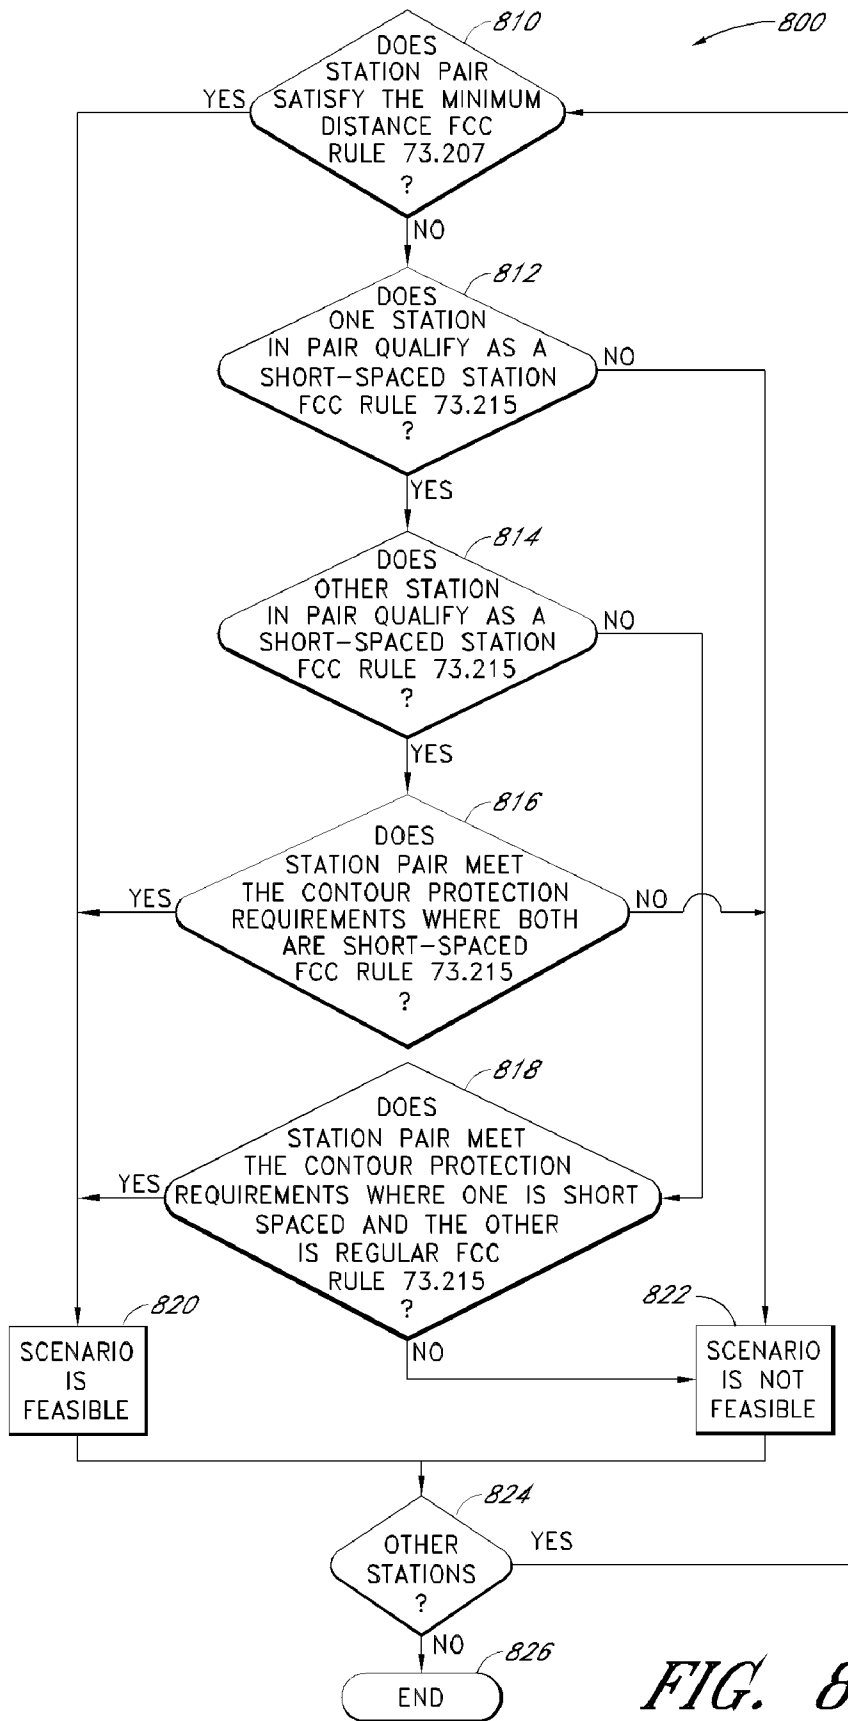 810
800
DOES
STATION PAIR
SATISFY THE MINIMUM
DISTANCE FCC
RULE 73.207
?
YES
NO
812
DOES
ONE STATION
IN PAIR QUALIFY AS A
SHORT-SPACED STATION
FCC RULE 73.215
?
NO
YES
814
DOES
OTHER STATION
IN PAIR QUALIFY AS A
SHORT-SPACED STATION
FCC RULE 73.215
?
NO
YES
816
DOES
STATION PAIR MEET
THE CONTOUR PROTECTION
REQUIREMENTS WHERE BOTH
ARE SHORT-SPACED
FCC RULE 73.215
?
YES
NO
818
DOES
STATION PAIR MEET
THE CONTOUR PROTECTION
REQUIREMENTS WHERE ONE IS SHORT
SPACED AND THE OTHER
IS REGULAR FCC
RULE 73.215
?
YES
NO
820
SCENARIO
IS
FEASIBLE
822
SCENARIO
IS NOT
FEASIBLE
824
OTHER
STATIONS
?
YES
NO
826
END
FIG. 8